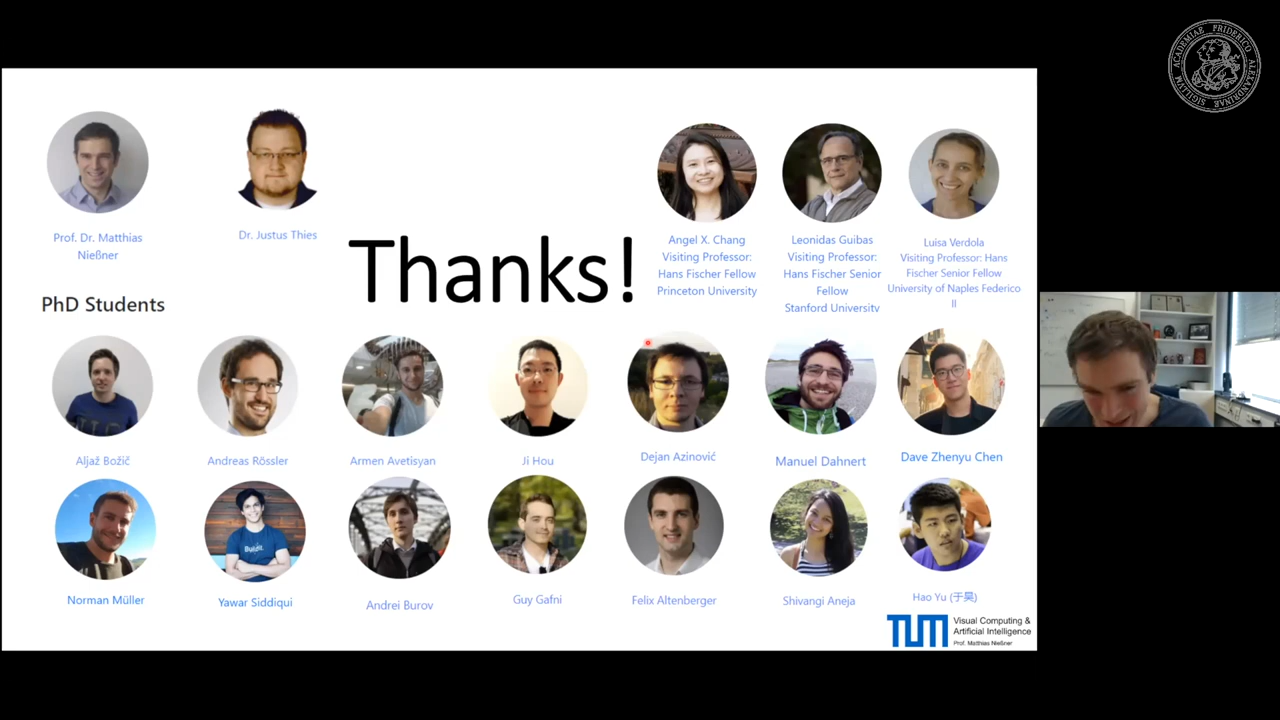 ACADEMIAE FRIDERICO ALEXANDRINAE SIGILLVM
Prof. Dr. Matthias
Nießner
Dr. Justus Thies
Thanks!
Angel X. Chang
Visiting Professor:
Hans Fischer Fellow
Princeton University
Leonidas Guibas
Visiting Professor:
Hans Fischer Senior
Fellow
Stanford University
Luisa Verdola
Visiting Professor: Hans
Fischer Senior Fellow
University of Naples Federico
II
PhD Students
Aljaž Božič
Andreas Rössler
Armen Avetisyan
Ji Hou
Dejan Azinović
Manuel Dahnert
Dave Zhenyu Chen
Norman Müller
Yawar Siddiqui
Andrei Burov
Guy Gafni
Felix Altenberger
Shivangi Aneja
Hao Yu (于昊)
TUM
Visual Computing &
Artificial Intelligence
Prof. Matthias Nießner